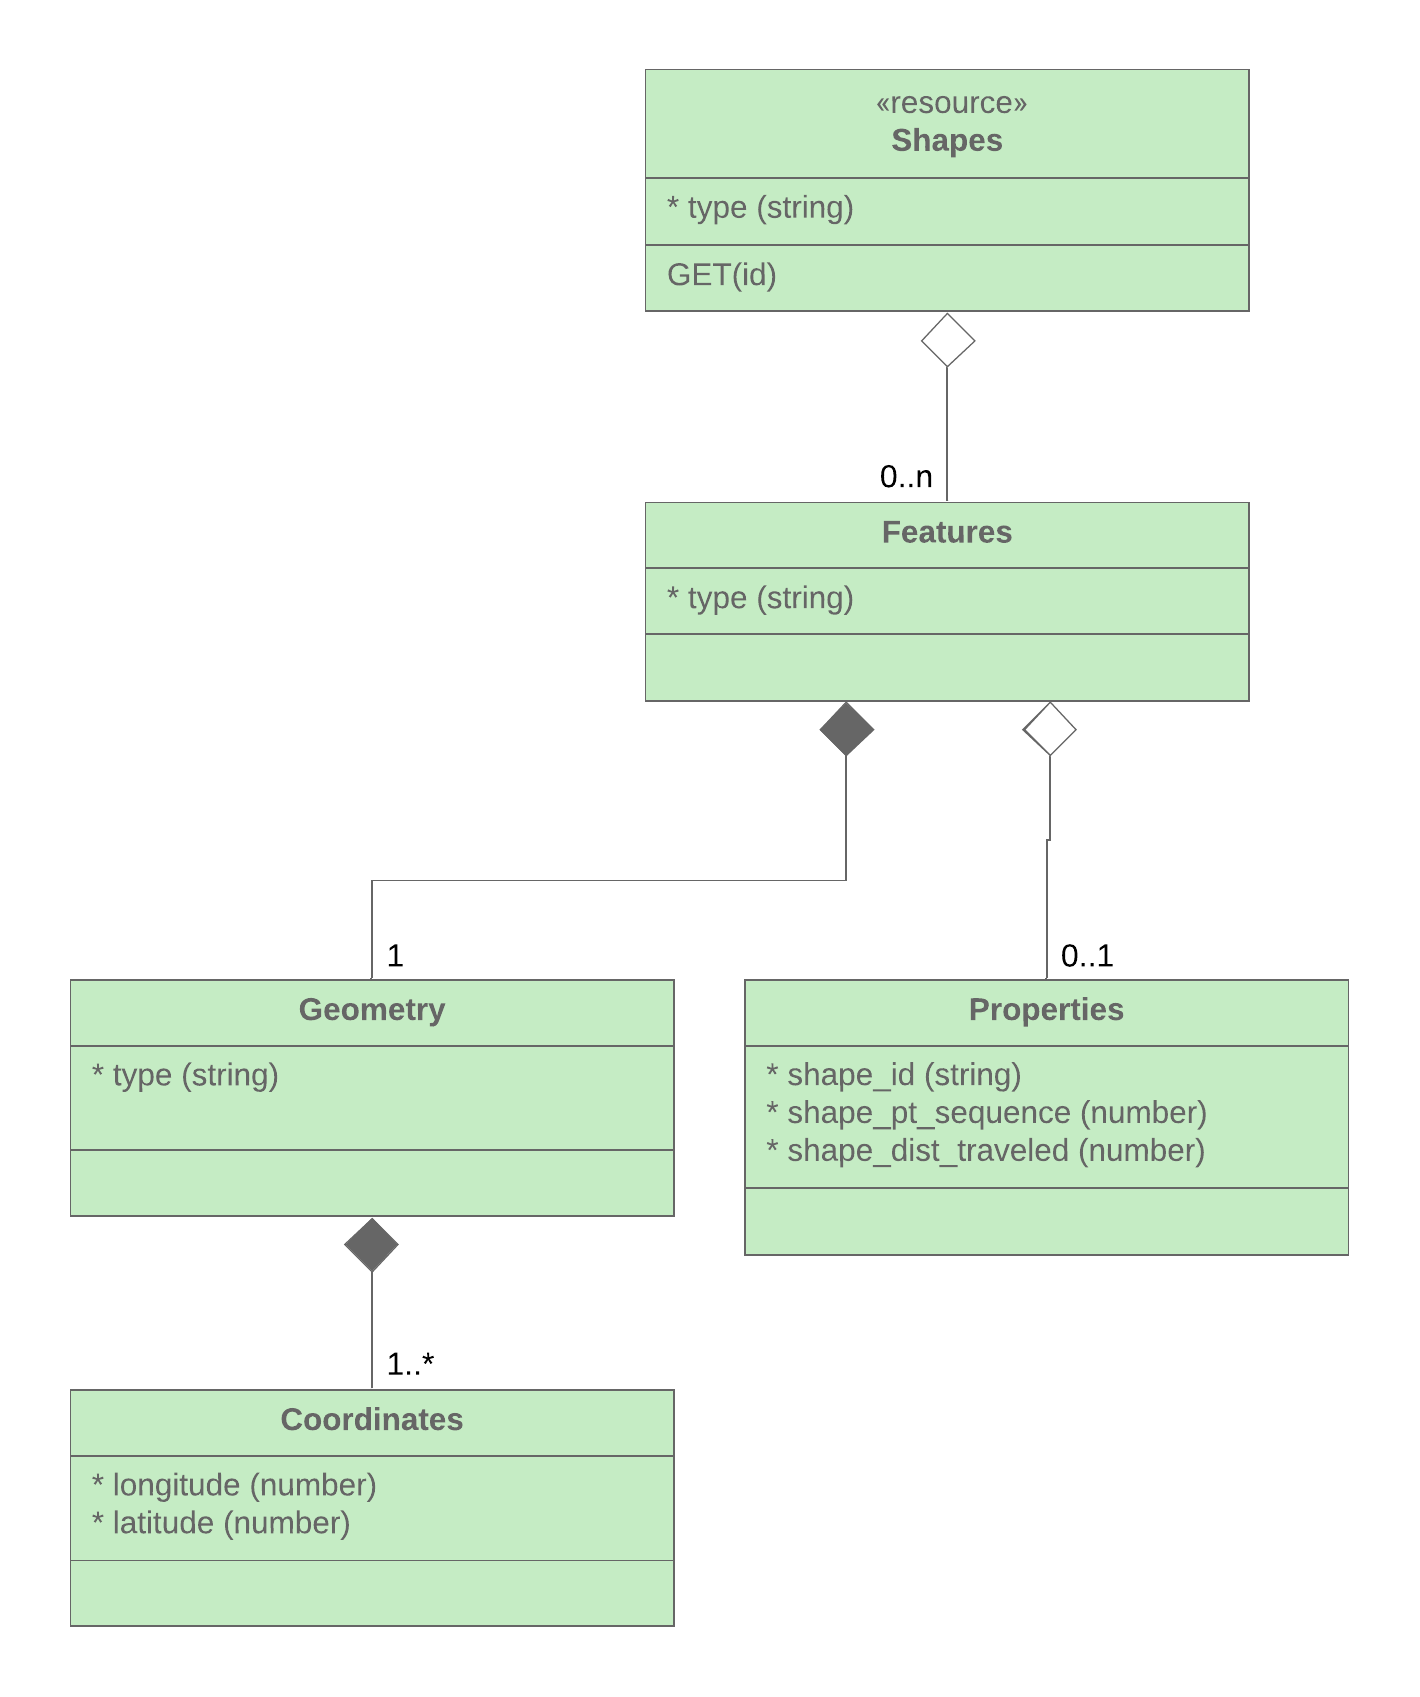 «resource»
Shapes
* type (string)
GET(id)
0..n
Features
* type (string)
1
0..1
Geometry
* type (string)
Properties
* shape_id (string)
* shape_pt_sequence (number)
* shape_dist_traveled (number)
1..*
Coordinates
* longitude (number)
* latitude (number)